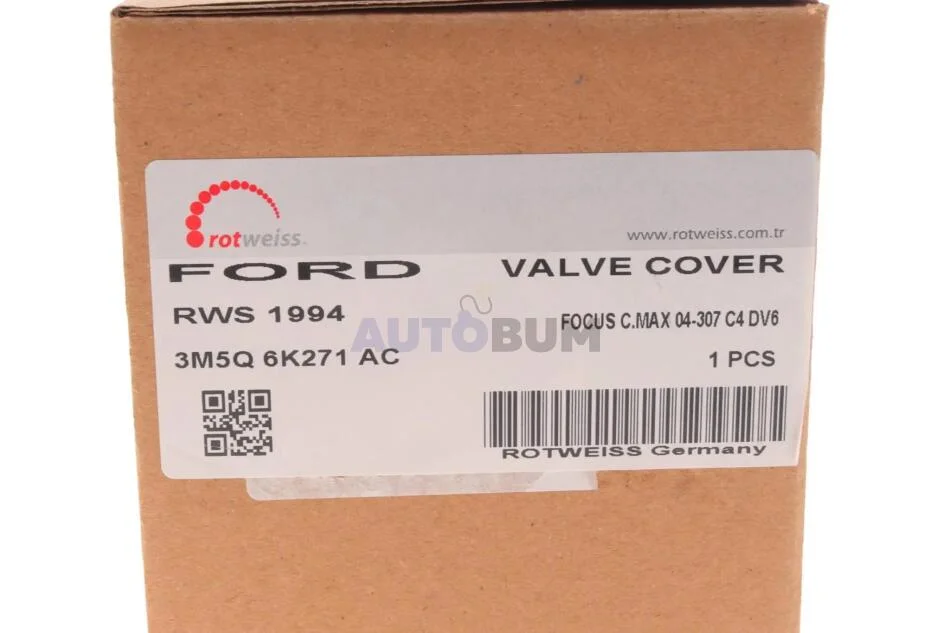 rotweiss
www.rotweiss.com.tr
FORD
VALVE COVER
RWS 1994
FOCUS C.MAX 04-307 C4 DV6
AUTOBUM
3M5Q 6K271 AC
1 PCS
ROTWEISS Germany